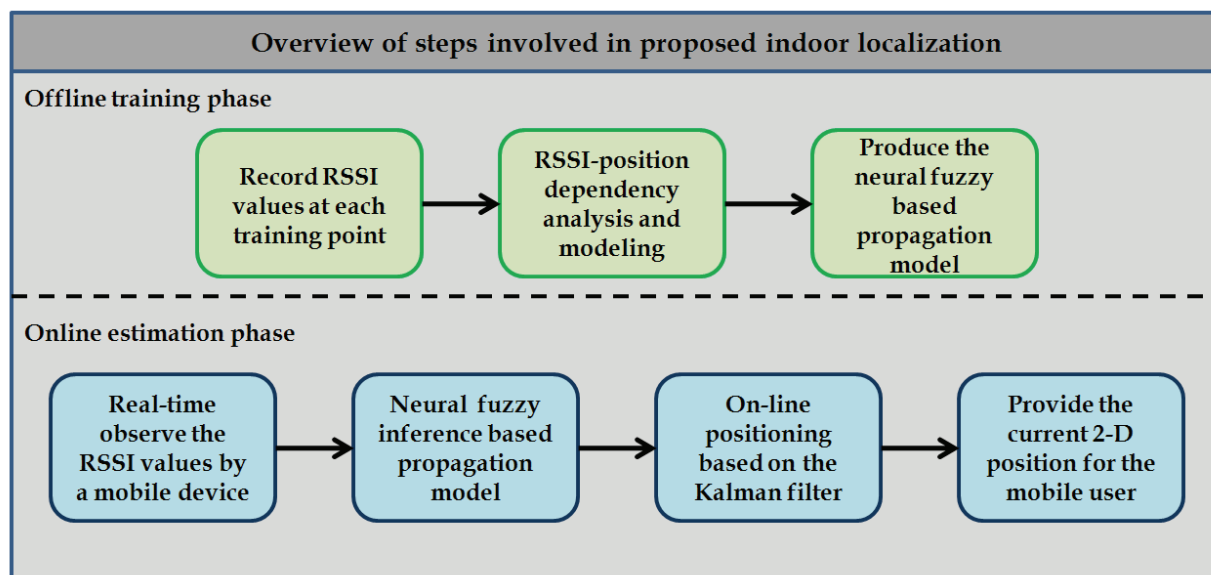 Overview of steps involved in proposed indoor localization
Offline training phase
Record RSSI
values at each
training point
RSSI-position
dependency
analysis and
modeling
Produce the
neural fuzzy
based
propagation
model
Online estimation phase
Real-time
observe the
RSSI values by
a mobile device
Neural fuzzy
inference based
propagation
model
On-line
positioning
based on the
Kalman filter
Provide the
current 2-D
position for the
mobile user